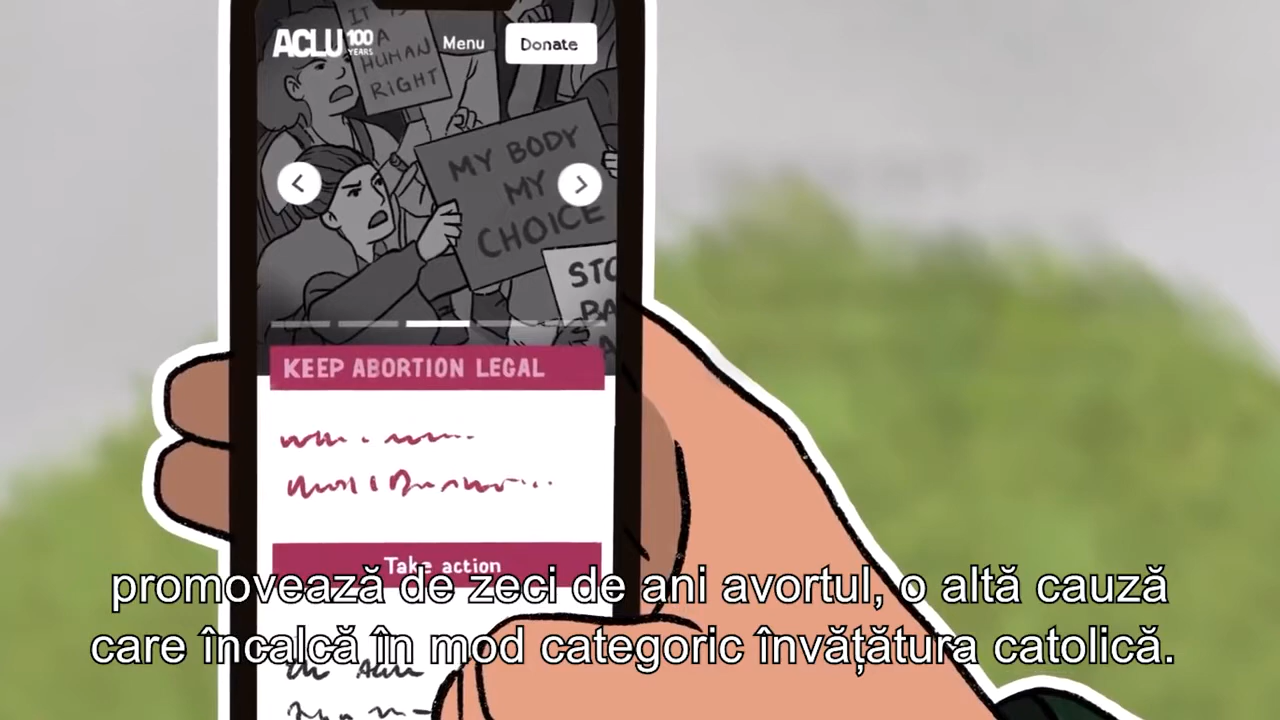 IT IS
A
HUMAN
RIGHT
ACLU 100 YEARS Menu Donate
MY BODY
MY
CHOICE
KEEP ABORTION LEGAL
Take action
promovează de zeci de ani avortul, o altă cauză
care încalcă în mod categoric învățătura catolică.